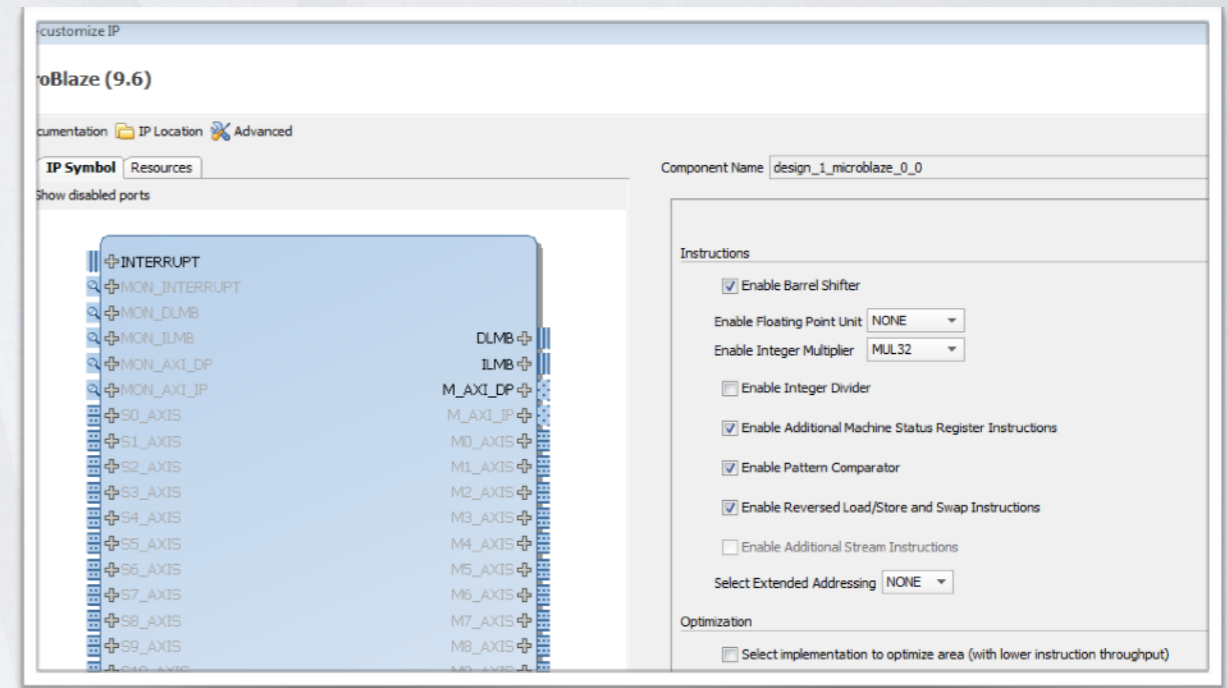 -customize IP
roBlaze (9.6)
cumentation IP Location Advanced
IP Symbol Resources
Show disabled ports
INTERRUPT
MON_INTERRUPT
MON_DLMB
MON_ILMB
MON_AXI_DP
MON_AXI_IP
S0_AXIS
S1_AXIS
S2_AXIS
S3_AXIS
S4_AXIS
S5_AXIS
S6_AXIS
S7_AXIS
S8_AXIS
S9_AXIS
DLMB
ILMB
M_AXI_DP
M_AXI_IP
M0_AXIS
M1_AXIS
M2_AXIS
M3_AXIS
M4_AXIS
M5_AXIS
M6_AXIS
M7_AXIS
M8_AXIS
Component Name design_1_microblaze_0_0
Instructions
Enable Barrel Shifter
Enable Floating Point Unit NONE
Enable Integer Multiplier MUL32
Enable Integer Divider
Enable Additional Machine Status Register Instructions
Enable Pattern Comparator
Enable Reversed Load/Store and Swap Instructions
Enable Additional Stream Instructions
Select Extended Addressing NONE
Optimization
Select implementation to optimize area (with lower instruction throughput)